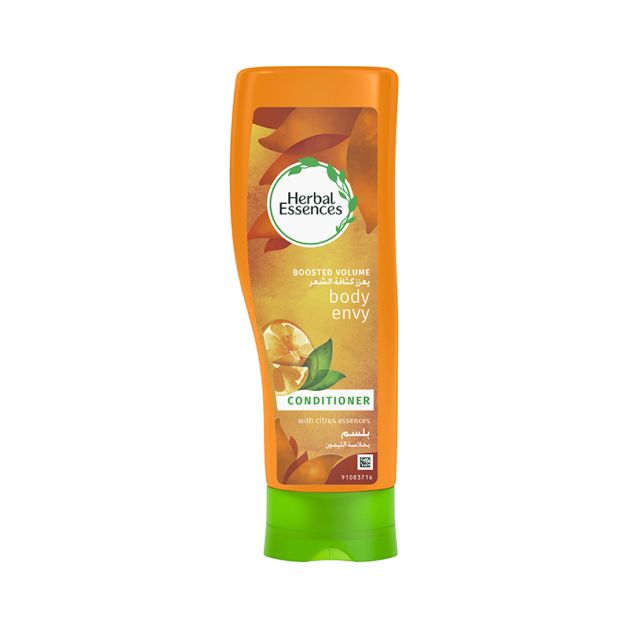 Herbal
Essences
BOOSTED VOLUME
يعزز كثافة الشعر
body
envy
CONDITIONER
with citrus essences
بلسم
بخلاصة الليمون
91083716